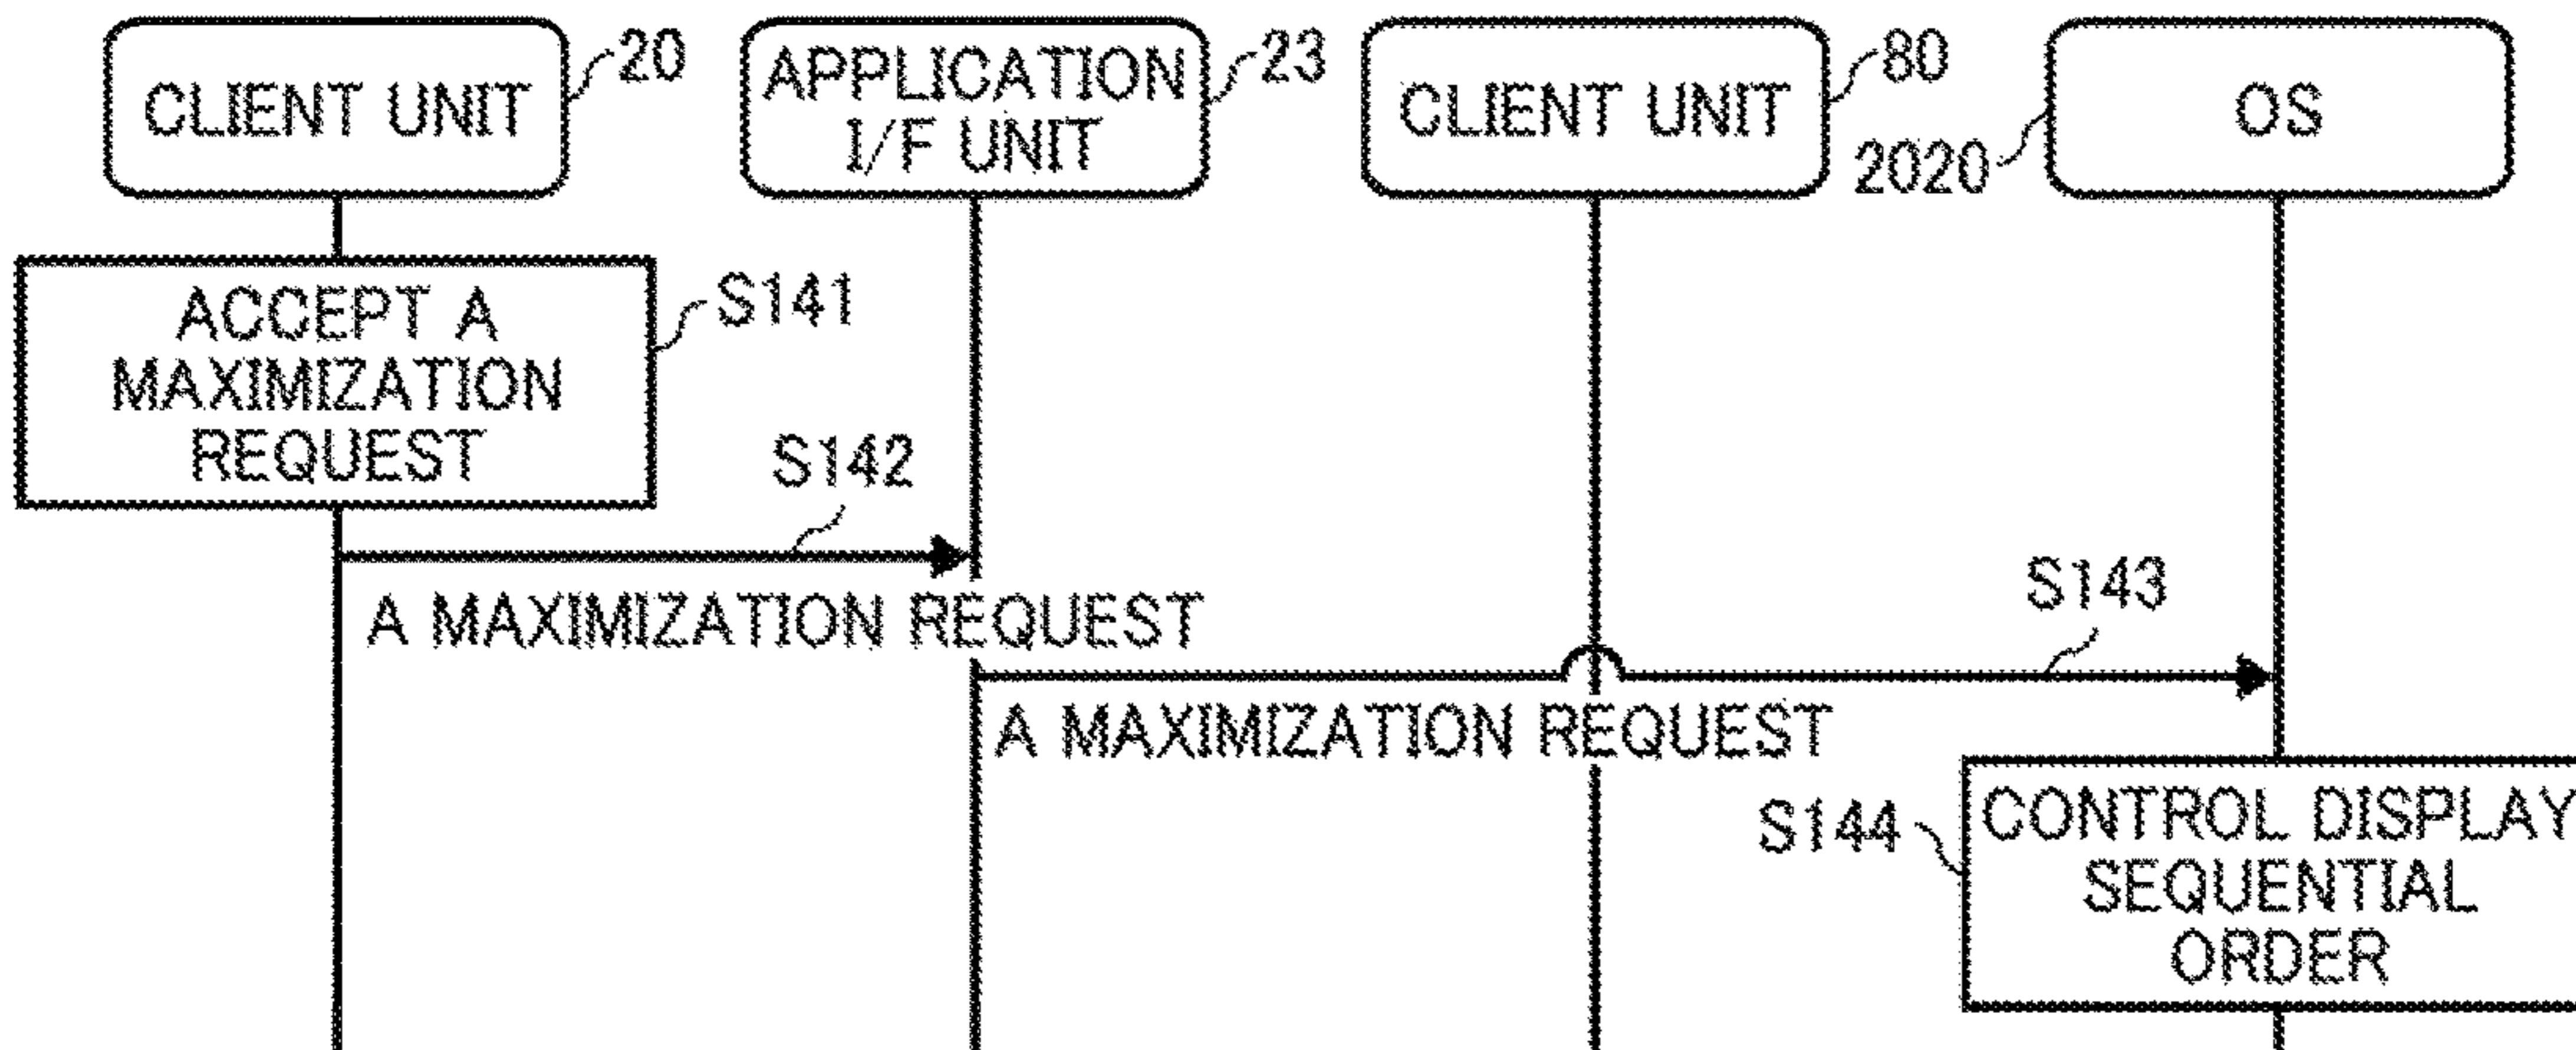 CLIENT UNIT
20
APPLICATION
I/F UNIT
23
CLIENT UNIT
80
2020
OS
ACCEPT A
MAXIMIZATION
REQUEST
S141
S142
A MAXIMIZATION REQUEST
S143
A MAXIMIZATION REQUEST
S144
CONTROL DISPLAY
SEQUENTIAL
ORDER